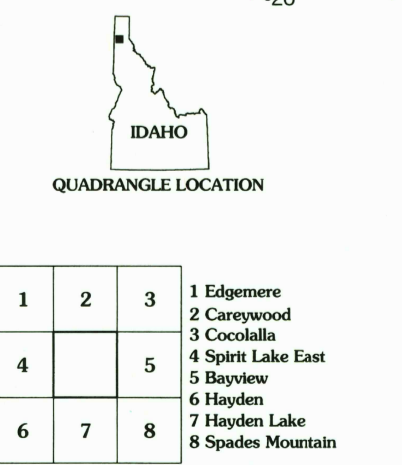 IDAHO
QUADRANGLE LOCATION
1 2 3
4 5
6 7 8
1 Edgemere
2 Careywood
3 Cocolalla
4 Spirit Lake East
5 Bayview
6 Hayden
7 Hayden Lake
8 Spades Mountain